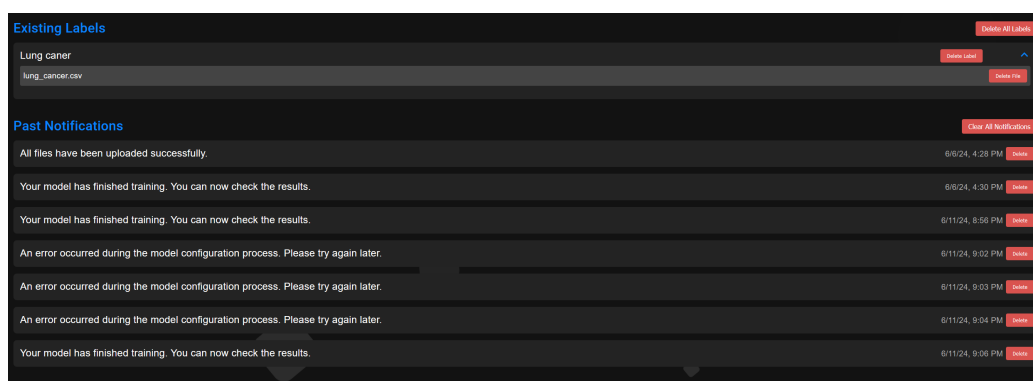 Existing Labels
Delete All Labels
Lung caner
Delete Label
lung_cancer.csv
Delete File
Past Notifications
Clear All Notifications
All files have been uploaded successfully.
6/6/24, 4:28 PM Delete
Your model has finished training. You can now check the results.
6/6/24, 4:30 PM Delete
Your model has finished training. You can now check the results.
6/11/24, 8:56 PM Delete
An error occurred during the model configuration process. Please try again later.
6/11/24, 9:02 PM Delete
An error occurred during the model configuration process. Please try again later.
6/11/24, 9:03 PM Delete
An error occurred during the model configuration process. Please try again later.
6/11/24, 9:04 PM Delete
Your model has finished training. You can now check the results.
6/11/24, 9:06 PM Delete